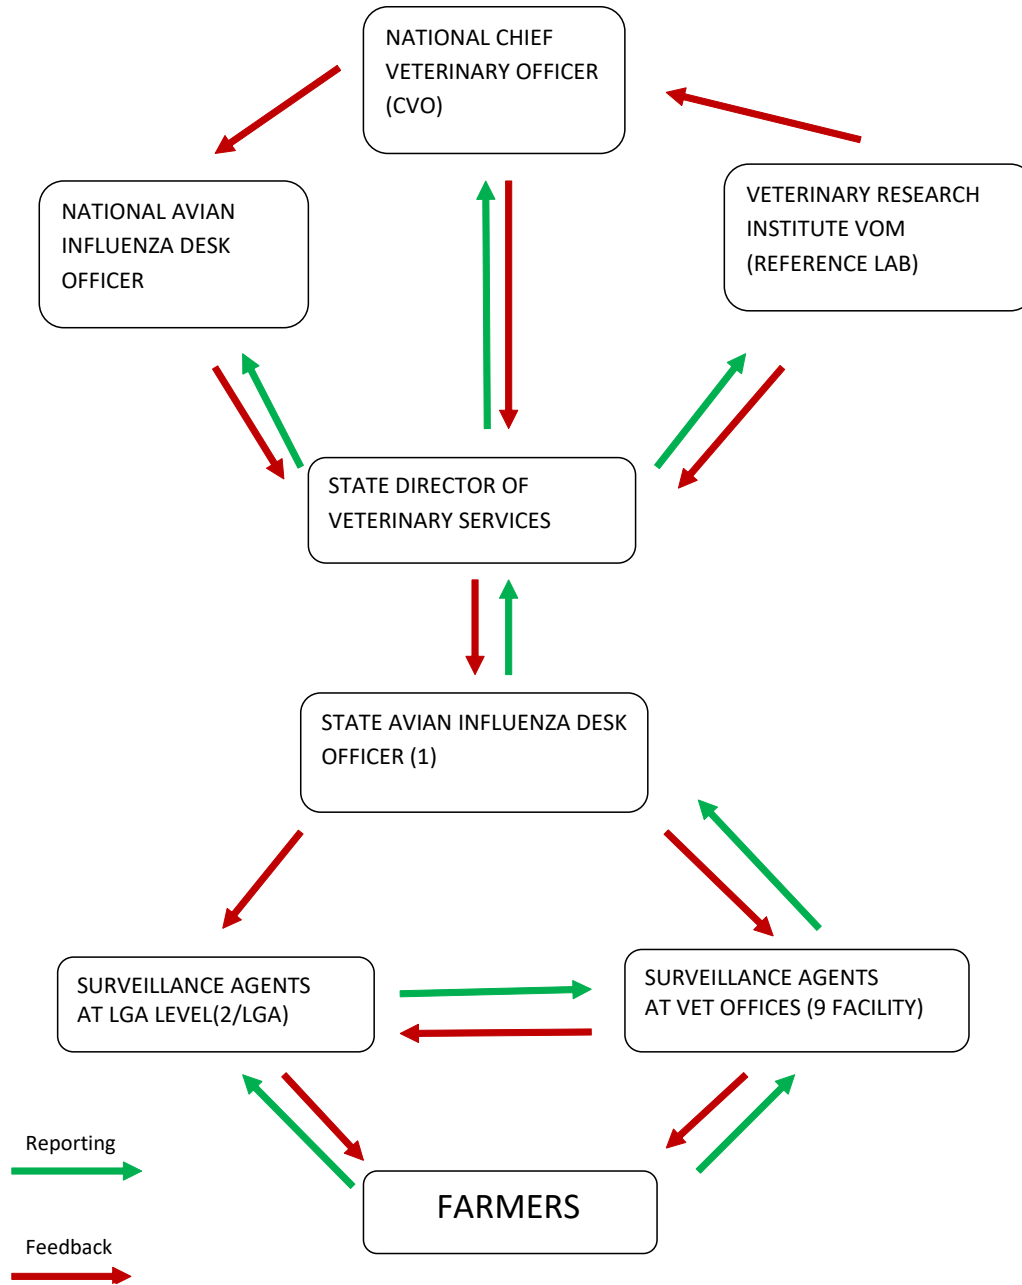 NATIONAL CHIEF
VETERINARY OFFICER
(CVO)
NATIONAL AVIAN
INFLUENZA DESK
OFFICER
VETERINARY RESEARCH
INSTITUTE VOM
(REFERENCE LAB)
STATE DIRECTOR OF
VETERINARY SERVICES
STATE AVIAN INFLUENZA DESK
OFFICER (1)
SURVEILLANCE AGENTS
AT LGA LEVEL(2/LGA)
SURVEILLANCE AGENTS
AT VET OFFICES (9 FACILITY)
Reporting
FARMERS
Feedback